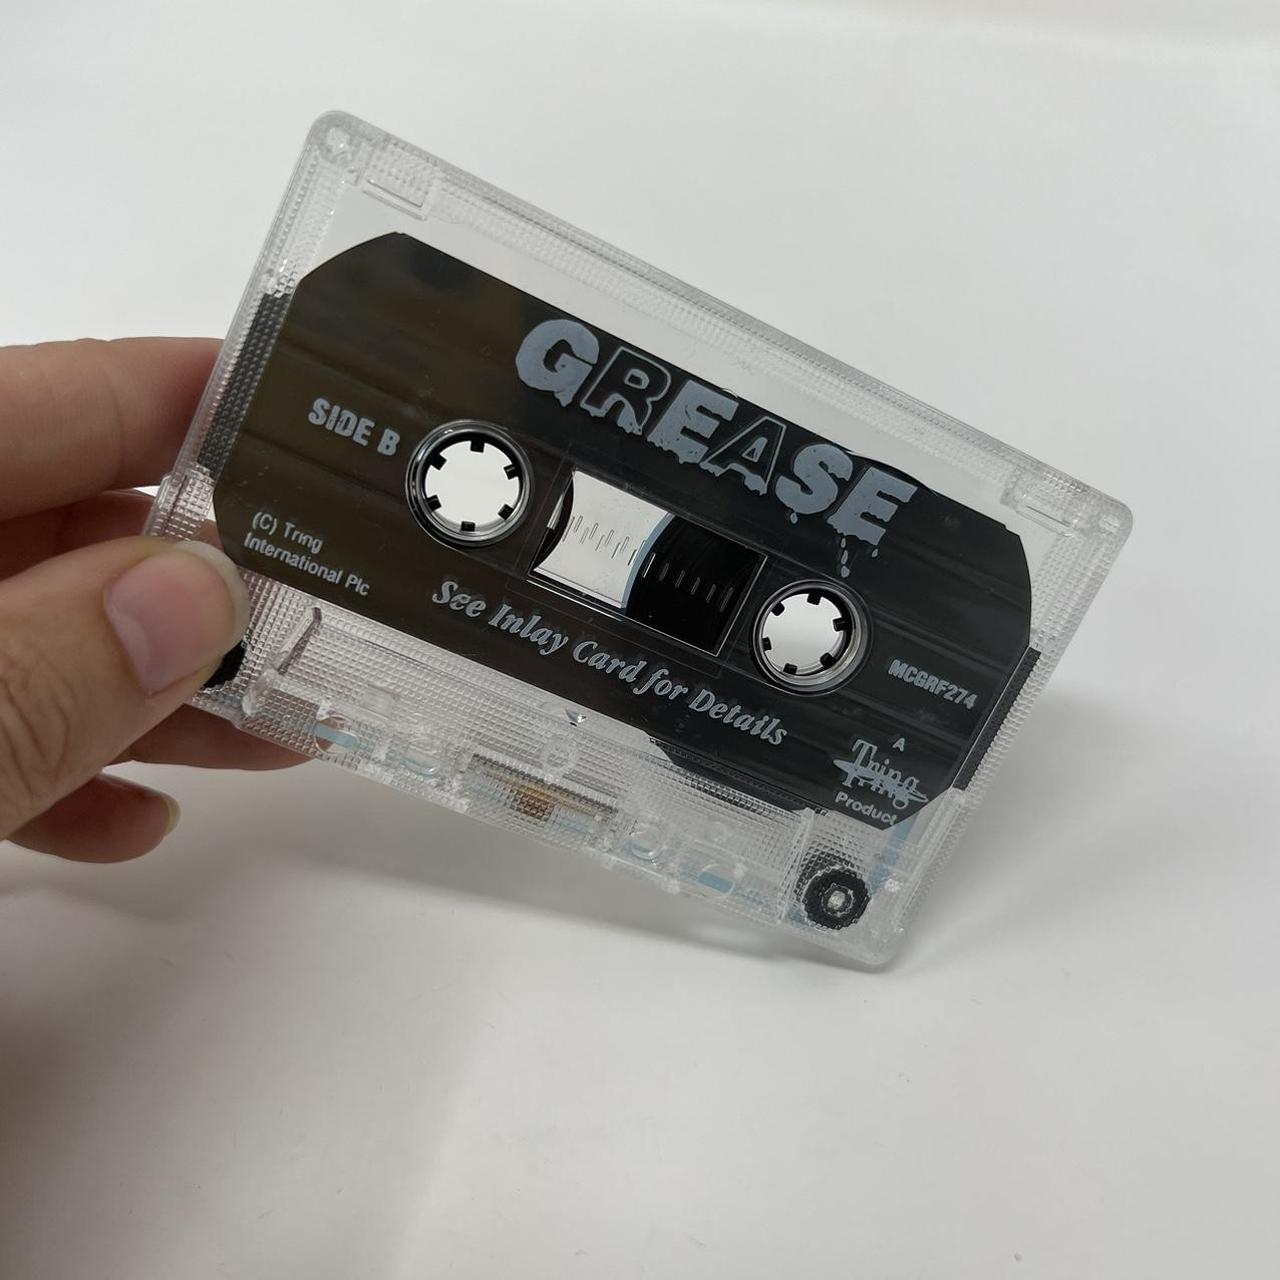 GREASE
SIDE B
(C) Tring
International Plc
See Inlay Card for Details
MCGRF274
A
Tring
Product